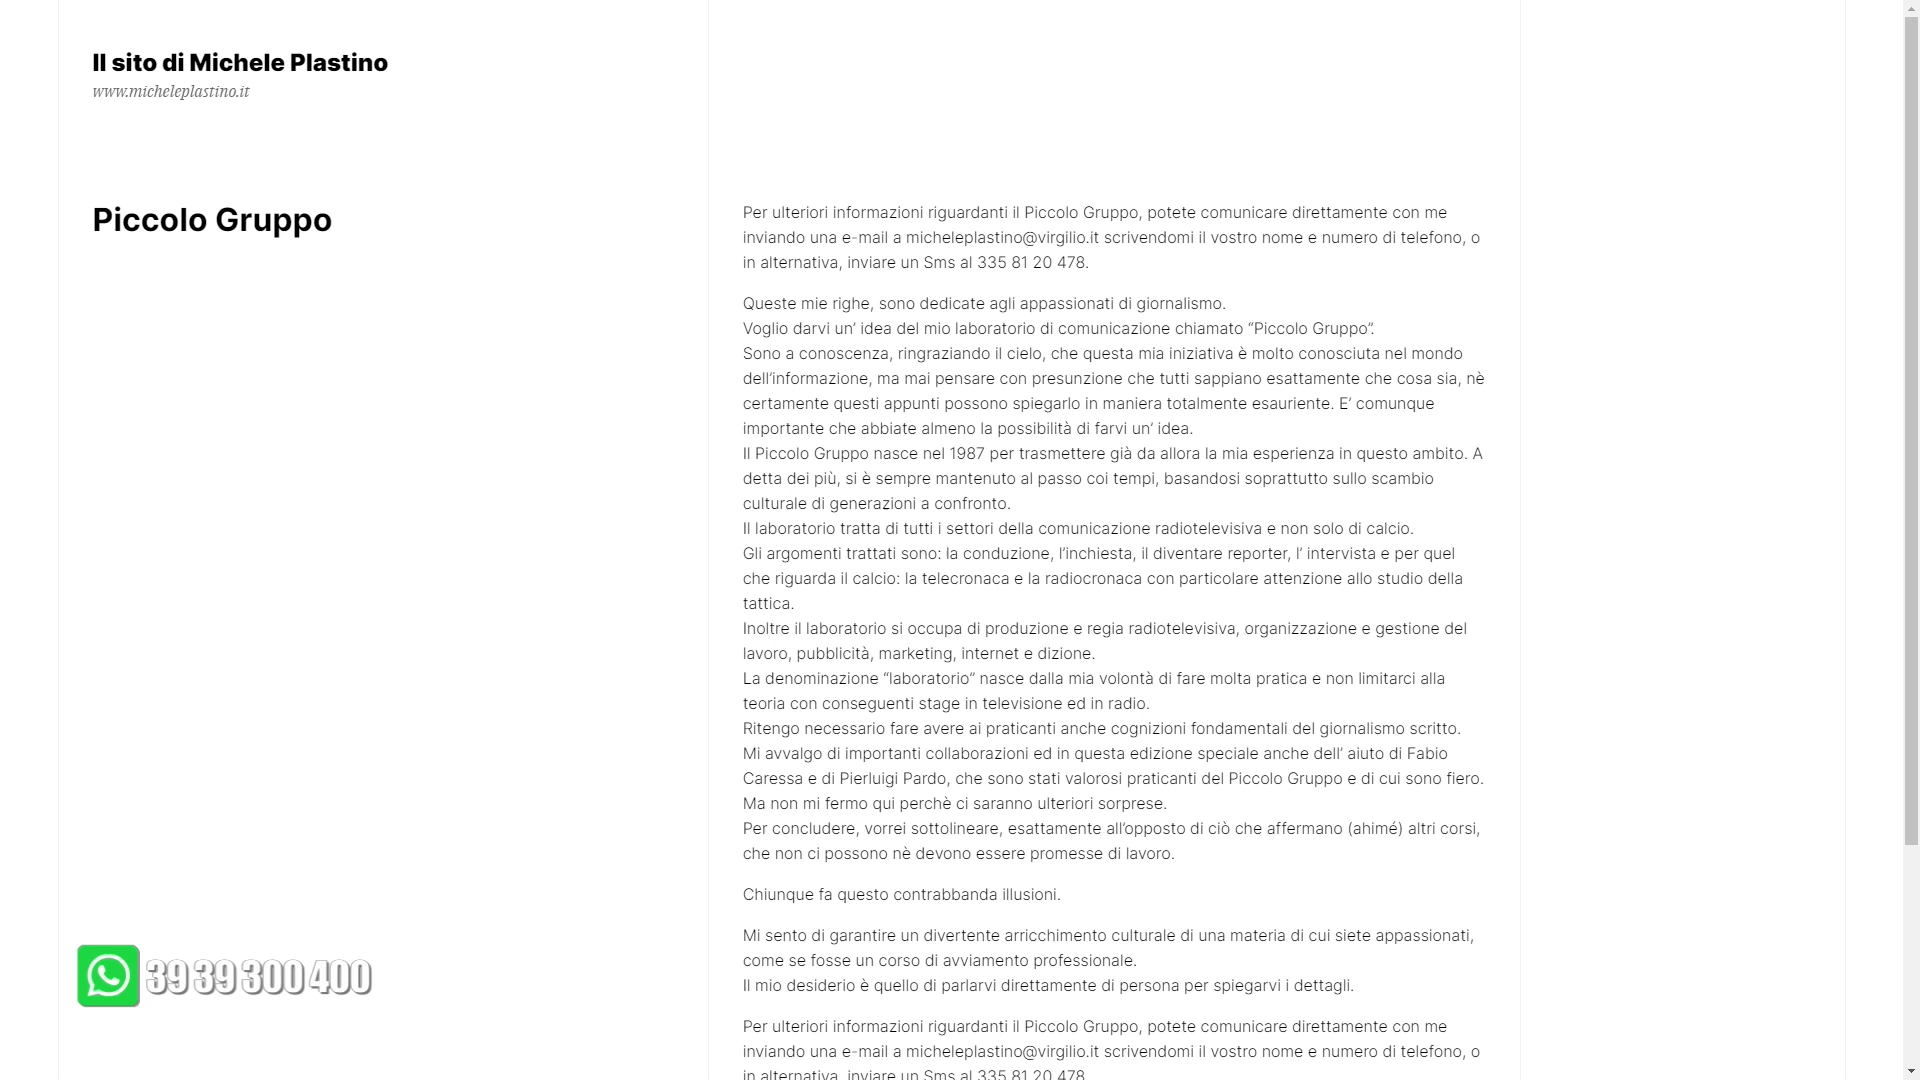 Il sito di Michele Plastino
www.micheleplastino.it
Piccolo Gruppo
Per ulteriori informazioni riguardanti il Piccolo Gruppo, potete comunicare direttamente con me
inviando una e-mail a micheleplastino@virgilio.it scrivendomi il vostro nome e numero di telefono, o
in alternativa, inviare un Sms al 335 81 20 478.
Queste mie righe, sono dedicate agli appassionati di giornalismo.
Voglio darvi un’ idea del mio laboratorio di comunicazione chiamato “Piccolo Gruppo”.
Sono a conoscenza, ringraziando il cielo, che questa mia iniziativa è molto conosciuta nel mondo
dell’informazione, ma mai pensare con presunzione che tutti sappiano esattamente che cosa sia, nè
certamente questi appunti possono spiegarlo in maniera totalmente esauriente. E’ comunque
importante che abbiate almeno la possibilità di farvi un’ idea.
Il Piccolo Gruppo nasce nel 1987 per trasmettere già da allora la mia esperienza in questo ambito. A
detta dei più, si è sempre mantenuto al passo coi tempi, basandosi soprattutto sullo scambio
culturale di generazioni a confronto.
Il laboratorio tratta di tutti i settori della comunicazione radiotelevisiva e non solo di calcio.
Gli argomenti trattati sono: la conduzione, l’inchiesta, il diventare reporter, l’ intervista e per quel
che riguarda il calcio: la telecronaca e la radiocronaca con particolare attenzione allo studio della
tattica.
Inoltre il laboratorio si occupa di produzione e regia radiotelevisiva, organizzazione e gestione del
lavoro, pubblicità, marketing, internet e dizione.
La denominazione “laboratorio” nasce dalla mia volontà di fare molta pratica e non limitarci alla
teoria con conseguenti stage in televisione ed in radio.
Ritengo necessario fare avere ai praticanti anche cognizioni fondamentali del giornalismo scritto.
Mi avvalgo di importanti collaborazioni ed in questa edizione speciale anche dell’ aiuto di Fabio
Caressa e di Pierluigi Pardo, che sono stati valorosi praticanti del Piccolo Gruppo e di cui sono fiero.
Ma non mi fermo qui perchè ci saranno ulteriori sorprese.
Per concludere, vorrei sottolineare, esattamente all’opposto di ciò che affermano (ahimé) altri corsi,
che non ci possono nè devono essere promesse di lavoro.
Chiunque fa questo contrabbanda illusioni.
Mi sento di garantire un divertente arricchimento culturale di una materia di cui siete appassionati,
come se fosse un corso di avviamento professionale.
Il mio desiderio è quello di parlarvi direttamente di persona per spiegarvi i dettagli.
Per ulteriori informazioni riguardanti il Piccolo Gruppo, potete comunicare direttamente con me
inviando una e-mail a micheleplastino@virgilio.it scrivendomi il vostro nome e numero di telefono, o
in alternativa, inviare un Sms al 335 81 20 478.
39 39 300 400